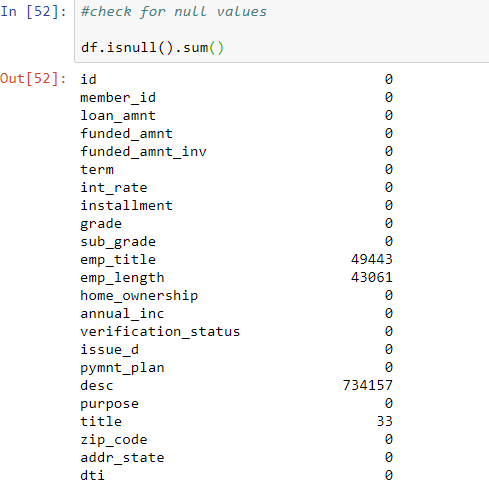 In [52]: #check for null values
df.isnull().sum()
Out[52]: id 0
member_id 0
loan_amnt 0
funded_amnt 0
funded_amnt_inv 0
term 0
int_rate 0
installment 0
grade 0
sub_grade 0
emp_title 49443
emp_length 43061
home_ownership 0
annual_inc 0
verification_status 0
issue_d 0
pymnt_plan 0
desc 734157
purpose 0
title 33
zip_code 0
addr_state 0
dti 0